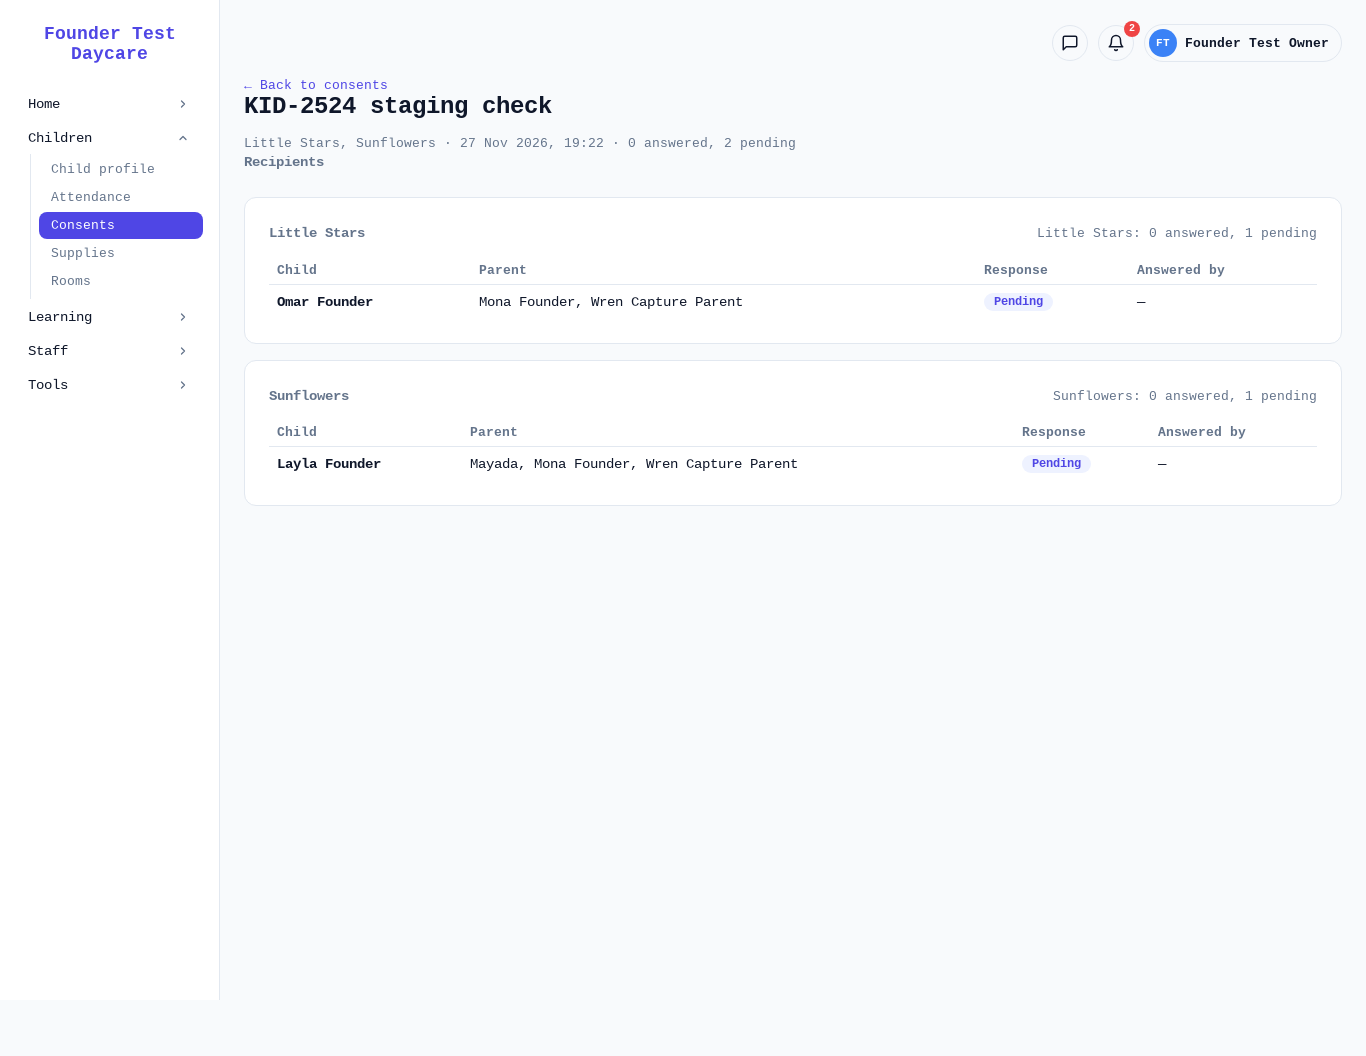 Founder Test
Daycare
Home
Children
Child profile
Attendance
Consents
Supplies
Rooms
Learning
Staff
Tools
2
FT
Founder Test Owner
← Back to consents
KID-2524 staging check
Little Stars, Sunflowers · 27 Nov 2026, 19:22 · 0 answered, 2 pending
Recipients
Little Stars
Little Stars: 0 answered, 1 pending
Child Parent Response Answered by
Omar Founder Mona Founder, Wren Capture Parent Pending —
Sunflowers
Sunflowers: 0 answered, 1 pending
Child Parent Response Answered by
Layla Founder Mayada, Mona Founder, Wren Capture Parent Pending —